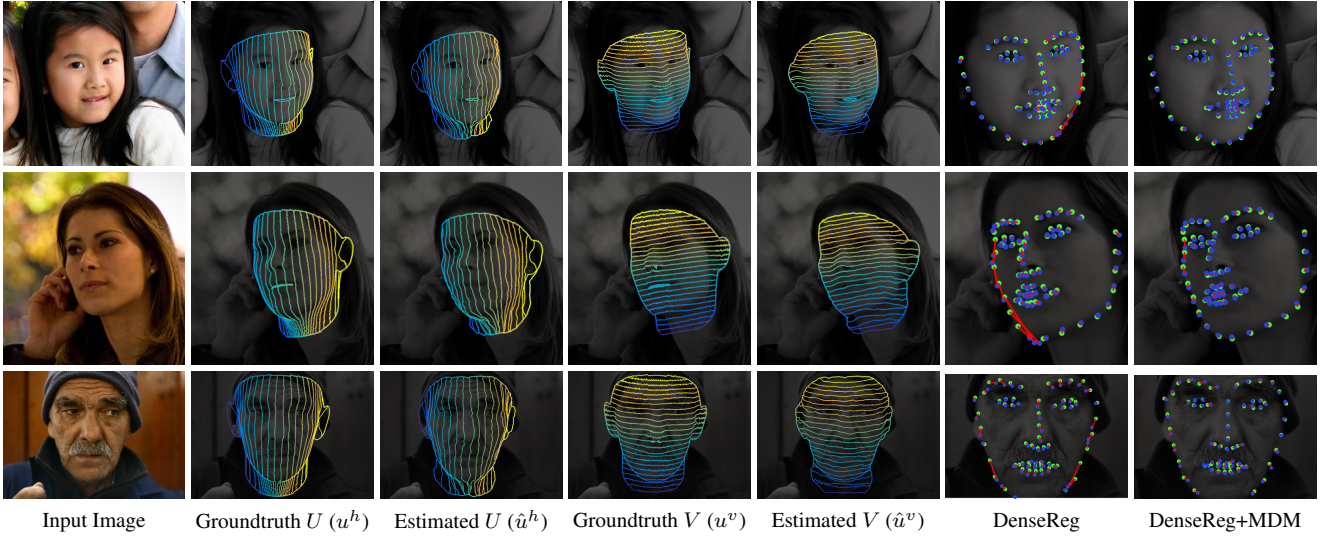 Input Image Groundtruth U (u^h) Estimated U (û^h) Groundtruth V (u^v) Estimated V (û^v) DenseReg DenseReg+MDM